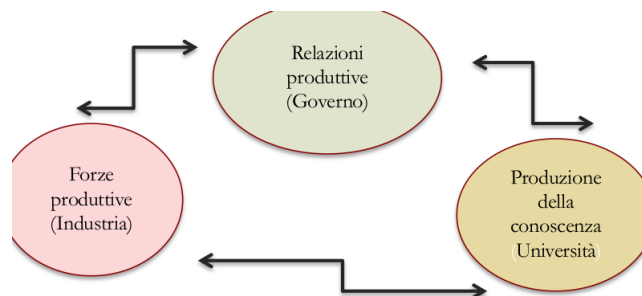 Relazioni
produttive
(Governo)
Forze
produttive
(Industria)
Produzione
della
conoscenza
(Università)